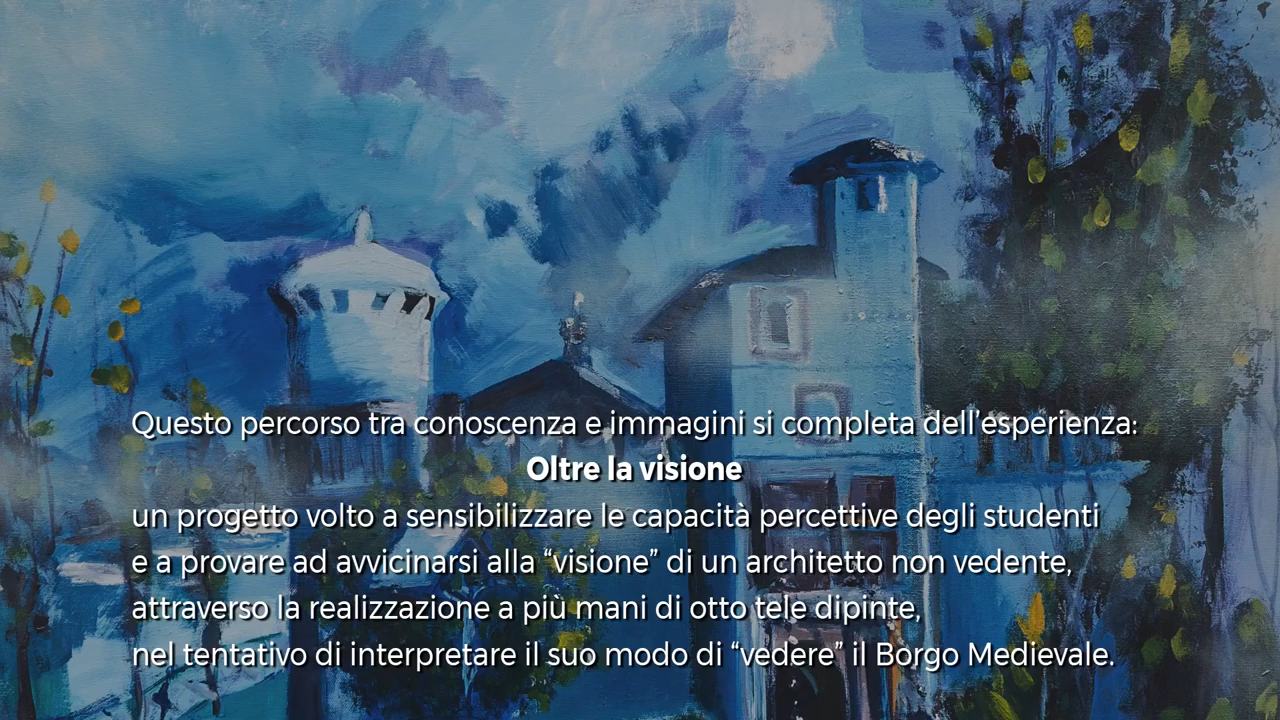 Questo percorso tra conoscenza e immagini si completa dell'esperienza:
Oltre la visione
un progetto volto a sensibilizzare le capacità percettive degli studenti
e a provare ad avvicinarsi alla “visione” di un architetto non vedente,
attraverso la realizzazione a più mani di otto tele dipinte,
nel tentativo di interpretare il suo modo di “vedere” il Borgo Medievale.